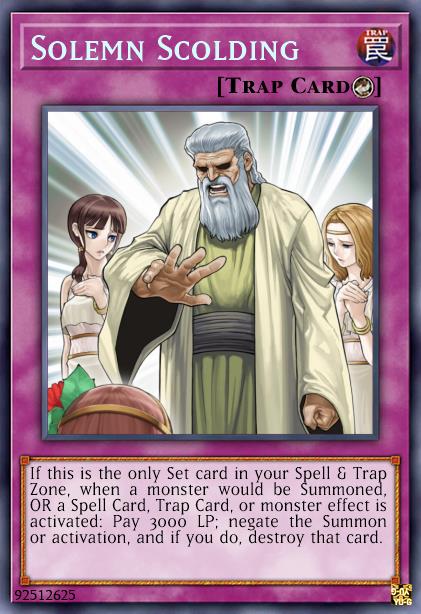 Solemn Scolding
TRAP
罠
[Trap Card]
If this is the only Set card in your Spell & Trap
Zone, when a monster would be Summoned,
OR a Spell Card, Trap Card, or monster effect is
activated: Pay 3000 LP; negate the Summon
or activation, and if you do, destroy that card.
92512625